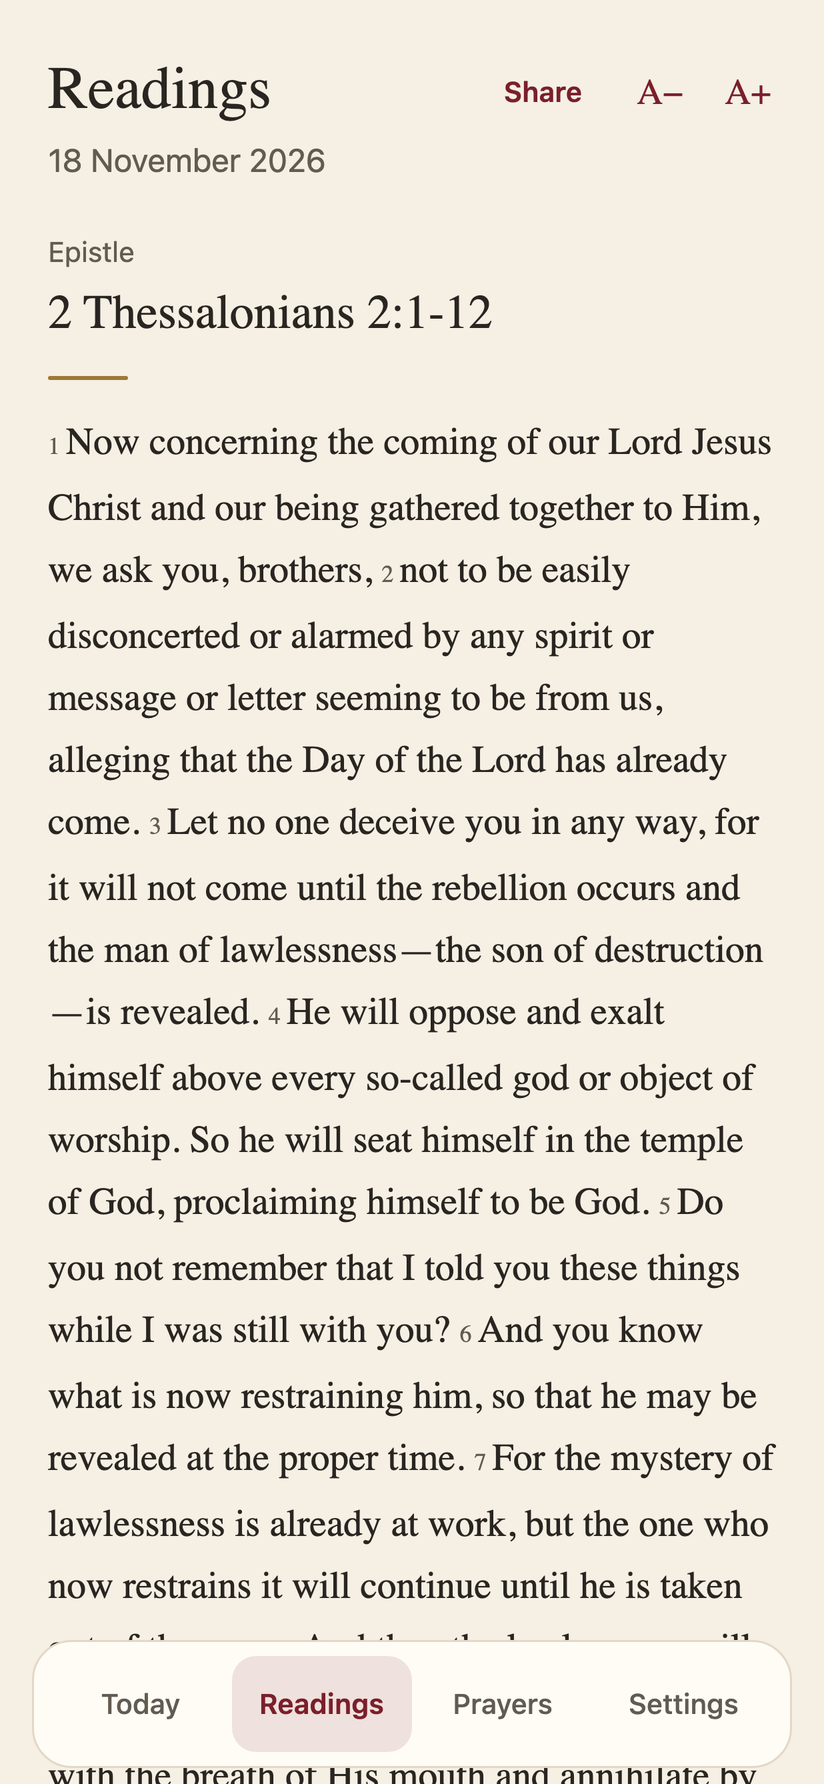 Readings
Share A− A+
18 November 2026
Epistle
2 Thessalonians 2:1-12
1 Now concerning the coming of our Lord Jesus
Christ and our being gathered together to Him,
we ask you, brothers, 2 not to be easily
disconcerted or alarmed by any spirit or
message or letter seeming to be from us,
alleging that the Day of the Lord has already
come. 3 Let no one deceive you in any way, for
it will not come until the rebellion occurs and
the man of lawlessness—the son of destruction
—is revealed. 4 He will oppose and exalt
himself above every so-called god or object of
worship. So he will seat himself in the temple
of God, proclaiming himself to be God. 5 Do
you not remember that I told you these things
while I was still with you? 6 And you know
what is now restraining him, so that he may be
revealed at the proper time. 7 For the mystery of
lawlessness is already at work, but the one who
now restrains it will continue until he is taken
Today Readings Prayers Settings
with the breath of His mouth and annihilate by